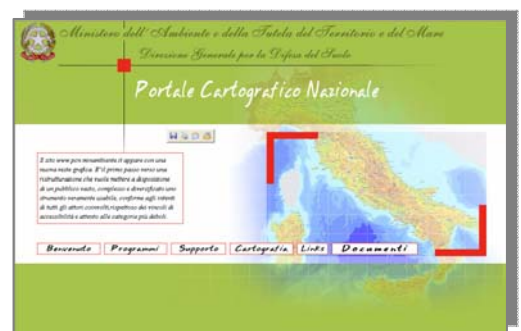 Ministero dell' Ambiente e della Tutela del Territorio e del Mare
Direzione Generale per la Difesa del Suolo
Portale Cartografico Nazionale
Il sito www.pcn.minambiente.it appare con una
nuova veste grafica. E'il primo passo verso una
ristrutturazione che vuole mettere a disposizione
di un pubblico vasto, complesso e diversificato uno
strumento veramente usabile, conforme agli intenti
di tutti gli attori coinvolti,rispettoso dei vincoli di
accessibilità e attento alle categorie più deboli.
Benvenuto Programmi Supporto Cartografia Links Documenti